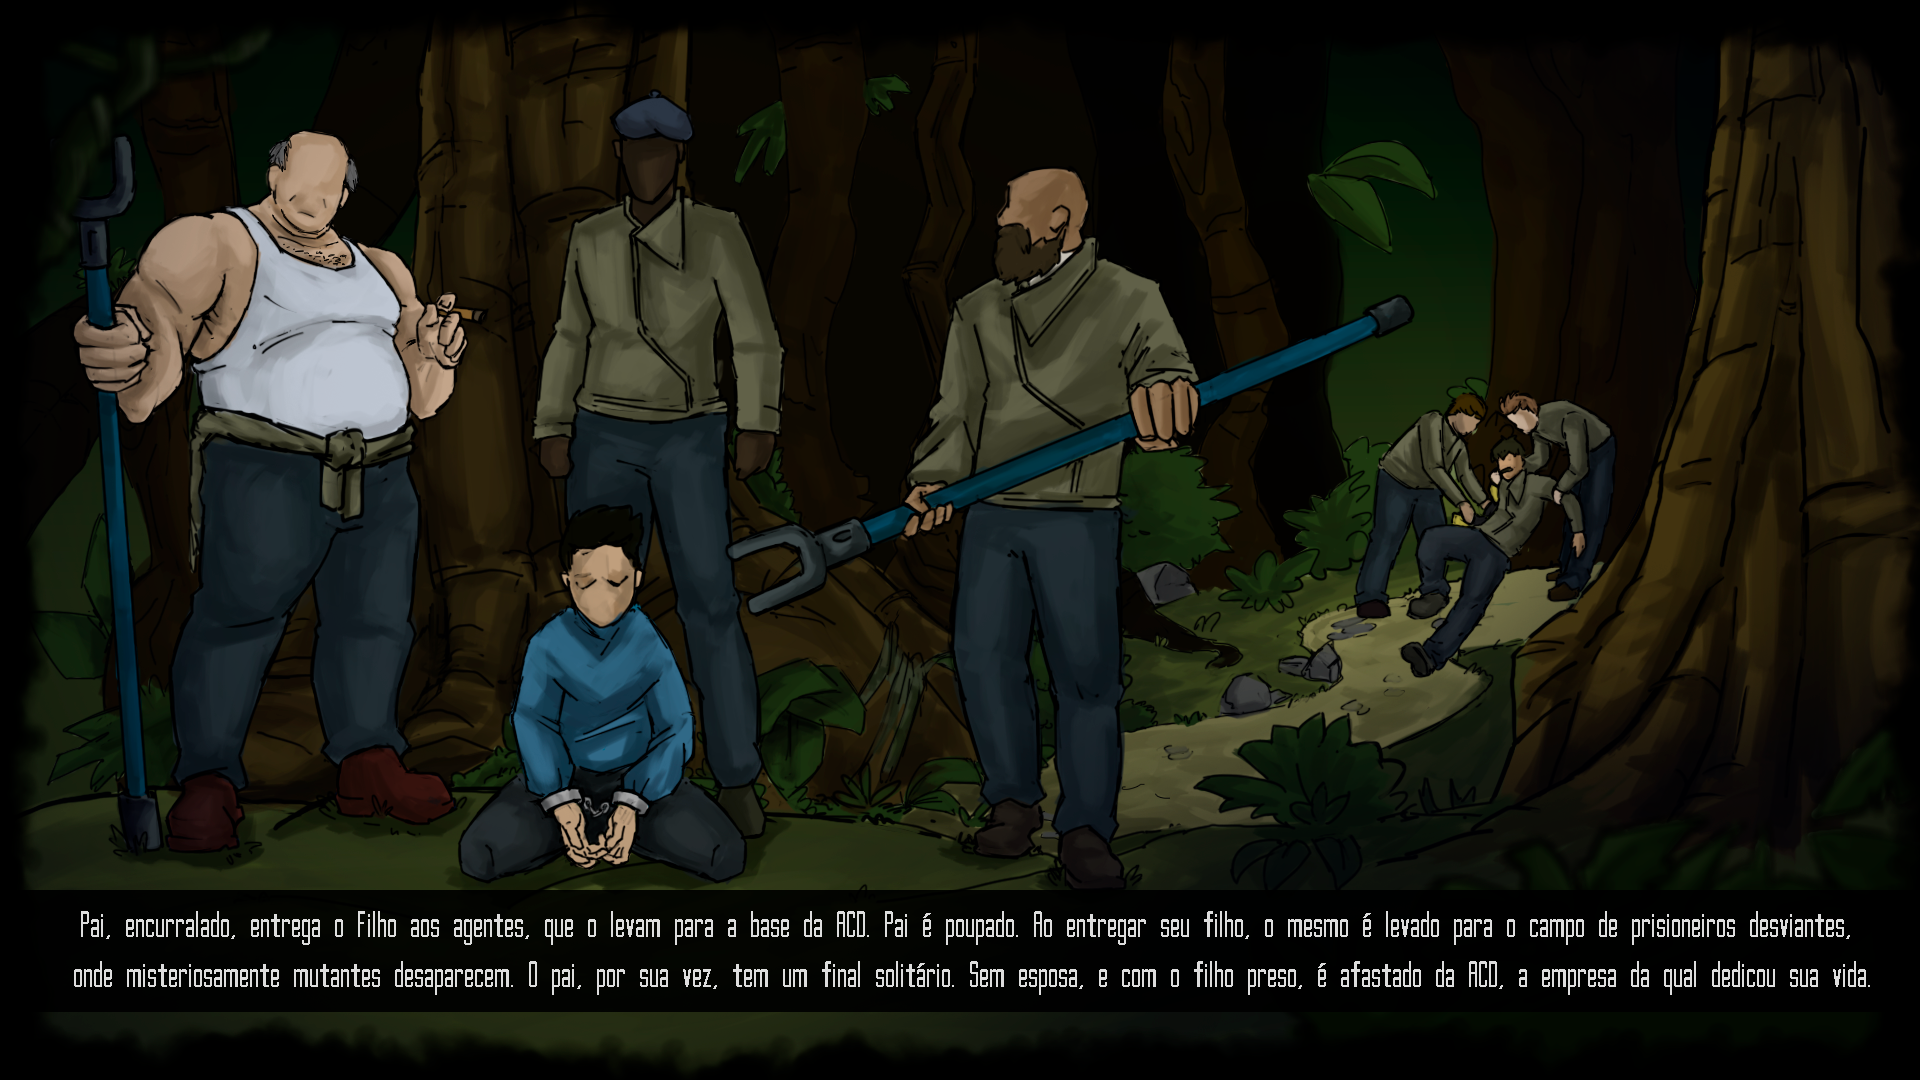 Pai, encurralado, entrega o Filho aos agentes, que o levam para a base da ACD. Pai é poupado. Ao entregar seu filho, o mesmo é levado para o campo de prisioneiros desviantes,
onde misteriosamente mutantes desaparecem. O pai, por sua vez, tem um final solitário. Sem esposa, e com o filho preso, é afastado da ACD, a empresa da qual dedicou sua vida.